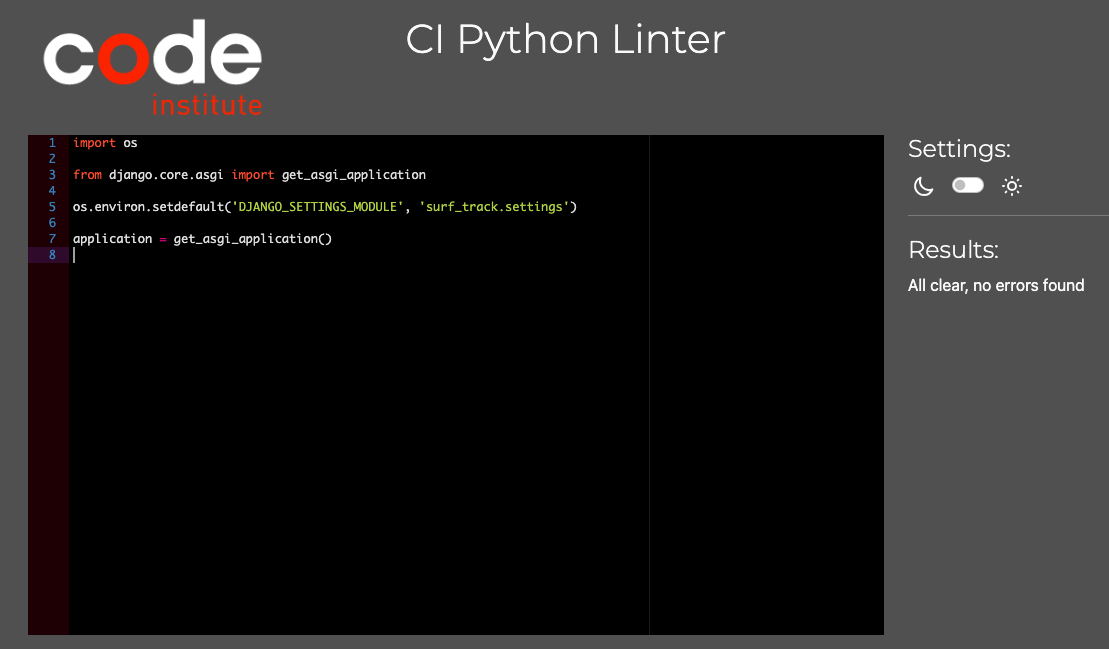 code
institute
CI Python Linter
1 import os
2
3 from django.core.asgi import get_asgi_application
4
5 os.environ.setdefault('DJANGO_SETTINGS_MODULE', 'surf_track.settings')
6
7 application = get_asgi_application()
8
Settings:
Results:
All clear, no errors found